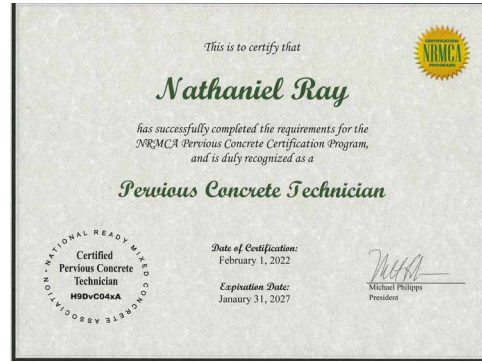 This is to certify that
CERTIFICATION
NRMCA
PROGRAMS
Nathaniel Ray
has successfully completed the requirements for the
NRMCA Pervious Concrete Certification Program,
and is duly recognized as a
Pervious Concrete Technician
NATIONAL READY MIXED CONCRETE ASSOCIATION
Certified
Pervious Concrete
Technician
H9DvC04xA
Date of Certification:
February 1, 2022
Expiration Date:
Janaury 31, 2027
Michael Philipps
President